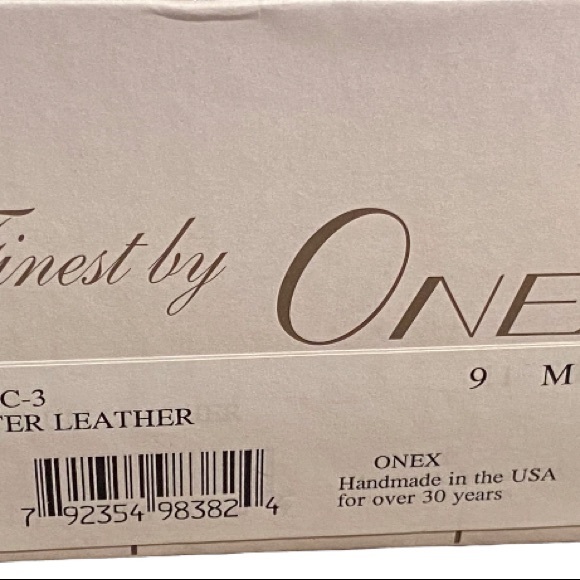 Finest by ONE
9 M
C-3
TER LEATHER
ONEX
Handmade in the USA
for over 30 years
7 92354 98382 4